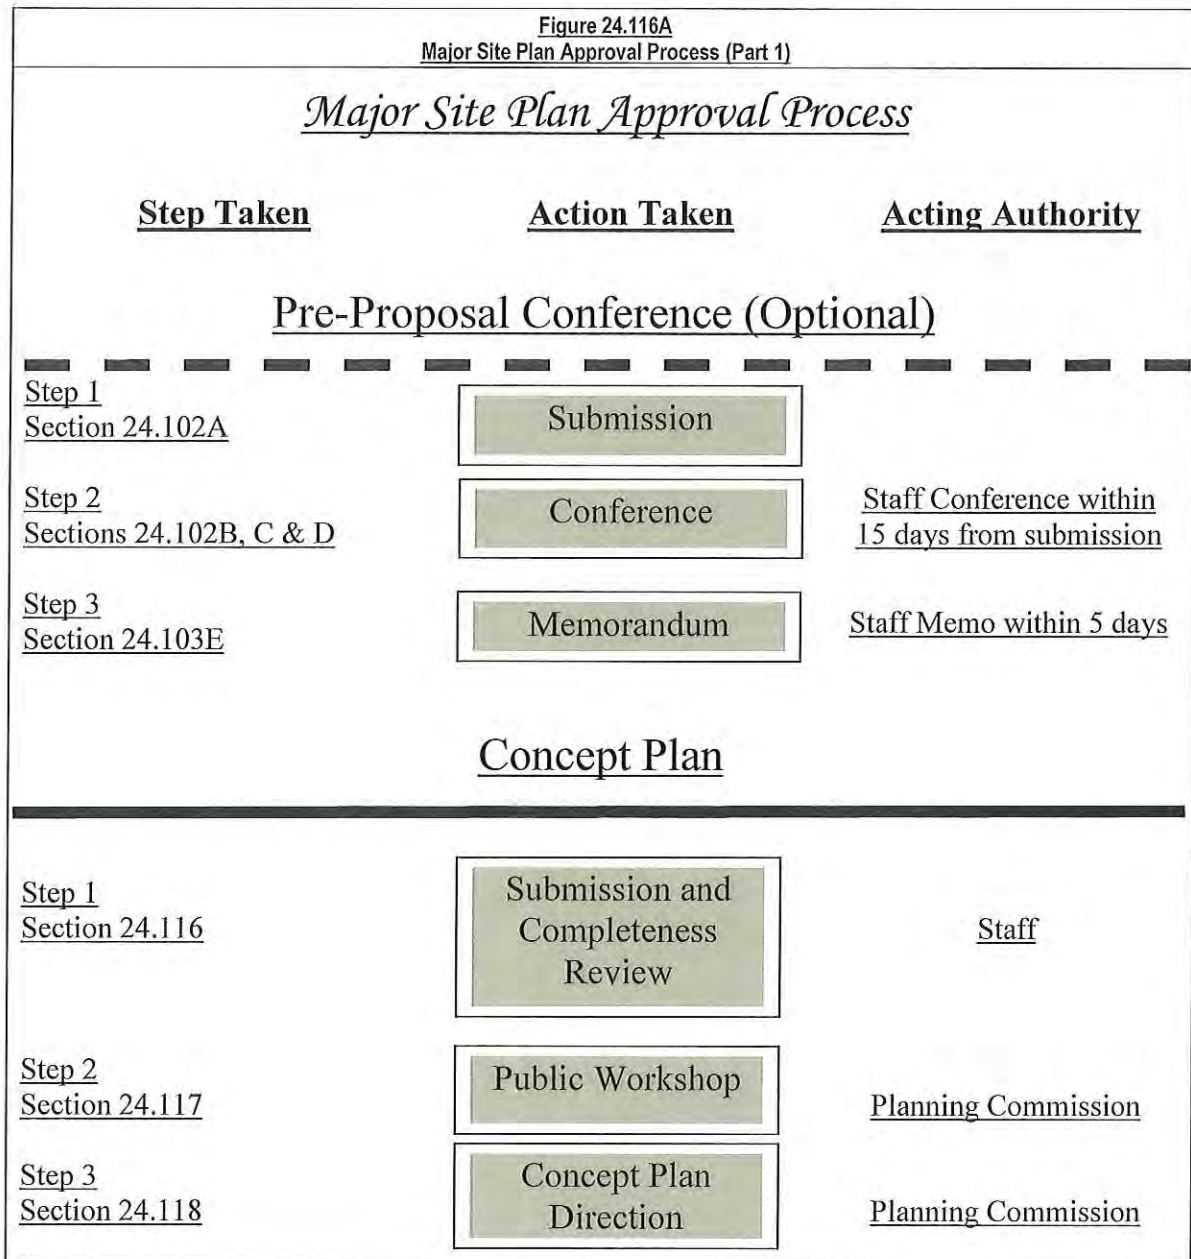 Figure 24.116A
Major Site Plan Approval Process (Part 1)
Major Site Plan Approval Process
Step Taken
Action Taken
Acting Authority
Pre-Proposal Conference (Optional)
Step 1
Section 24.102A
Submission
Step 2
Sections 24.102B, C & D
Conference
Staff Conference within
15 days from submission
Step 3
Section 24.103E
Memorandum
Staff Memo within 5 days
Concept Plan
Step 1
Section 24.116
Submission and
Completeness
Review
Staff
Step 2
Section 24.117
Public Workshop
Planning Commission
Step 3
Section 24.118
Concept Plan
Direction
Planning Commission